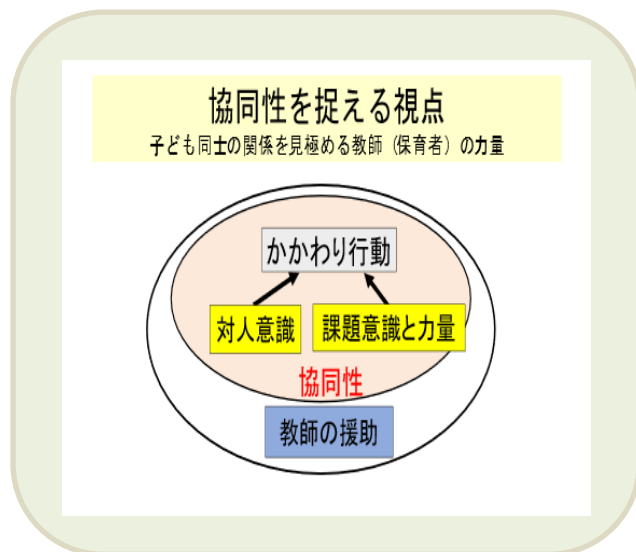 協同性を捉える視点
子ども同士の関係を見極める教師（保育者）の力量
かかわり行動
対人意識
課題意識と力量
協同性
教師の援助